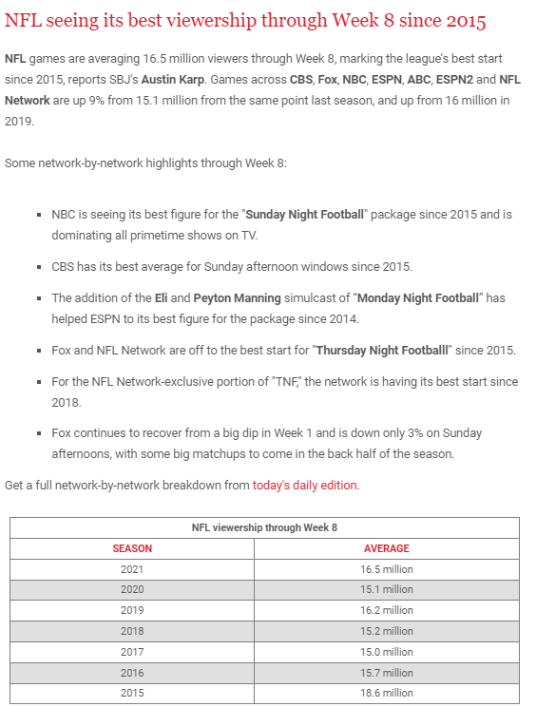 NFL seeing its best viewership through Week 8 since 2015
NFL games are averaging 16.5 million viewers through Week 8, marking the league's best start
since 2015, reports SBJ's Austin Karp. Games across CBS, Fox, NBC, ESPN, ABC, ESPN2 and NFL
Network are up 9% from 15.1 million from the same point last season, and up from 16 million in
2019.
Some network-by-network highlights through Week 8:
▪ NBC is seeing its best figure for the "Sunday Night Football" package since 2015 and is
dominating all primetime shows on TV.
▪ CBS has its best average for Sunday afternoon windows since 2015.
▪ The addition of the Eli and Peyton Manning simulcast of "Monday Night Football" has
helped ESPN to its best figure for the package since 2014.
▪ Fox and NFL Network are off to the best start for "Thursday Night Footballl" since 2015.
▪ For the NFL Network-exclusive portion of "TNF," the network is having its best start since
2018.
▪ Fox continues to recover from a big dip in Week 1 and is down only 3% on Sunday
afternoons, with some big matchups to come in the back half of the season.
Get a full network-by-network breakdown from today's daily edition.
NFL viewership through Week 8
SEASON AVERAGE
2021 16.5 million
2020 15.1 million
2019 16.2 million
2018 15.2 million
2017 15.0 million
2016 15.7 million
2015 18.6 million